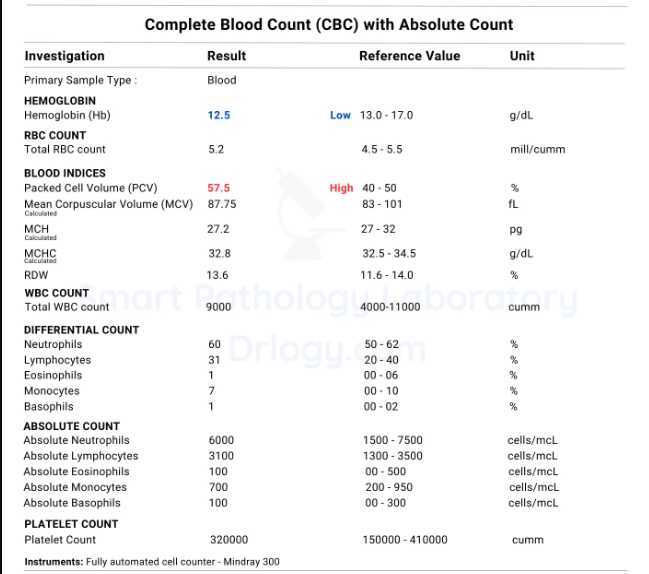 Complete Blood Count (CBC) with Absolute Count
Investigation Result Reference Value Unit
Primary Sample Type : Blood
HEMOGLOBIN
Hemoglobin (Hb) 12.5 Low 13.0 - 17.0 g/dL
RBC COUNT
Total RBC count 5.2 4.5 - 5.5 mill/cumm
BLOOD INDICES
Packed Cell Volume (PCV) 57.5 High 40 - 50 %
Mean Corpuscular Volume (MCV) 87.75 83 - 101 fL
Calculated
MCH 27.2 27 - 32 pg
Calculated
MCHC 32.8 32.5 - 34.5 g/dL
Calculated
RDW 13.6 11.6 - 14.0 %
WBC COUNT
Smart Pathology Laboratory
Total WBC count 9000 4000-11000 cumm
DIFFERENTIAL COUNT
Neutrophils 60 50 - 62 %
Drlogy.com
Lymphocytes 31 20 - 40 %
Eosinophils 1 00 - 06 %
Monocytes 7 00 - 10 %
Basophils 1 00 - 02 %
ABSOLUTE COUNT
Absolute Neutrophils 6000 1500 - 7500 cells/mcL
Absolute Lymphocytes 3100 1300 - 3500 cells/mcL
Absolute Eosinophils 100 00 - 500 cells/mcL
Absolute Monocytes 700 200 - 950 cells/mcL
Absolute Basophils 100 00 - 300 cells/mcL
PLATELET COUNT
Platelet Count 320000 150000 - 410000 cumm
Instruments: Fully automated cell counter - Mindray 300